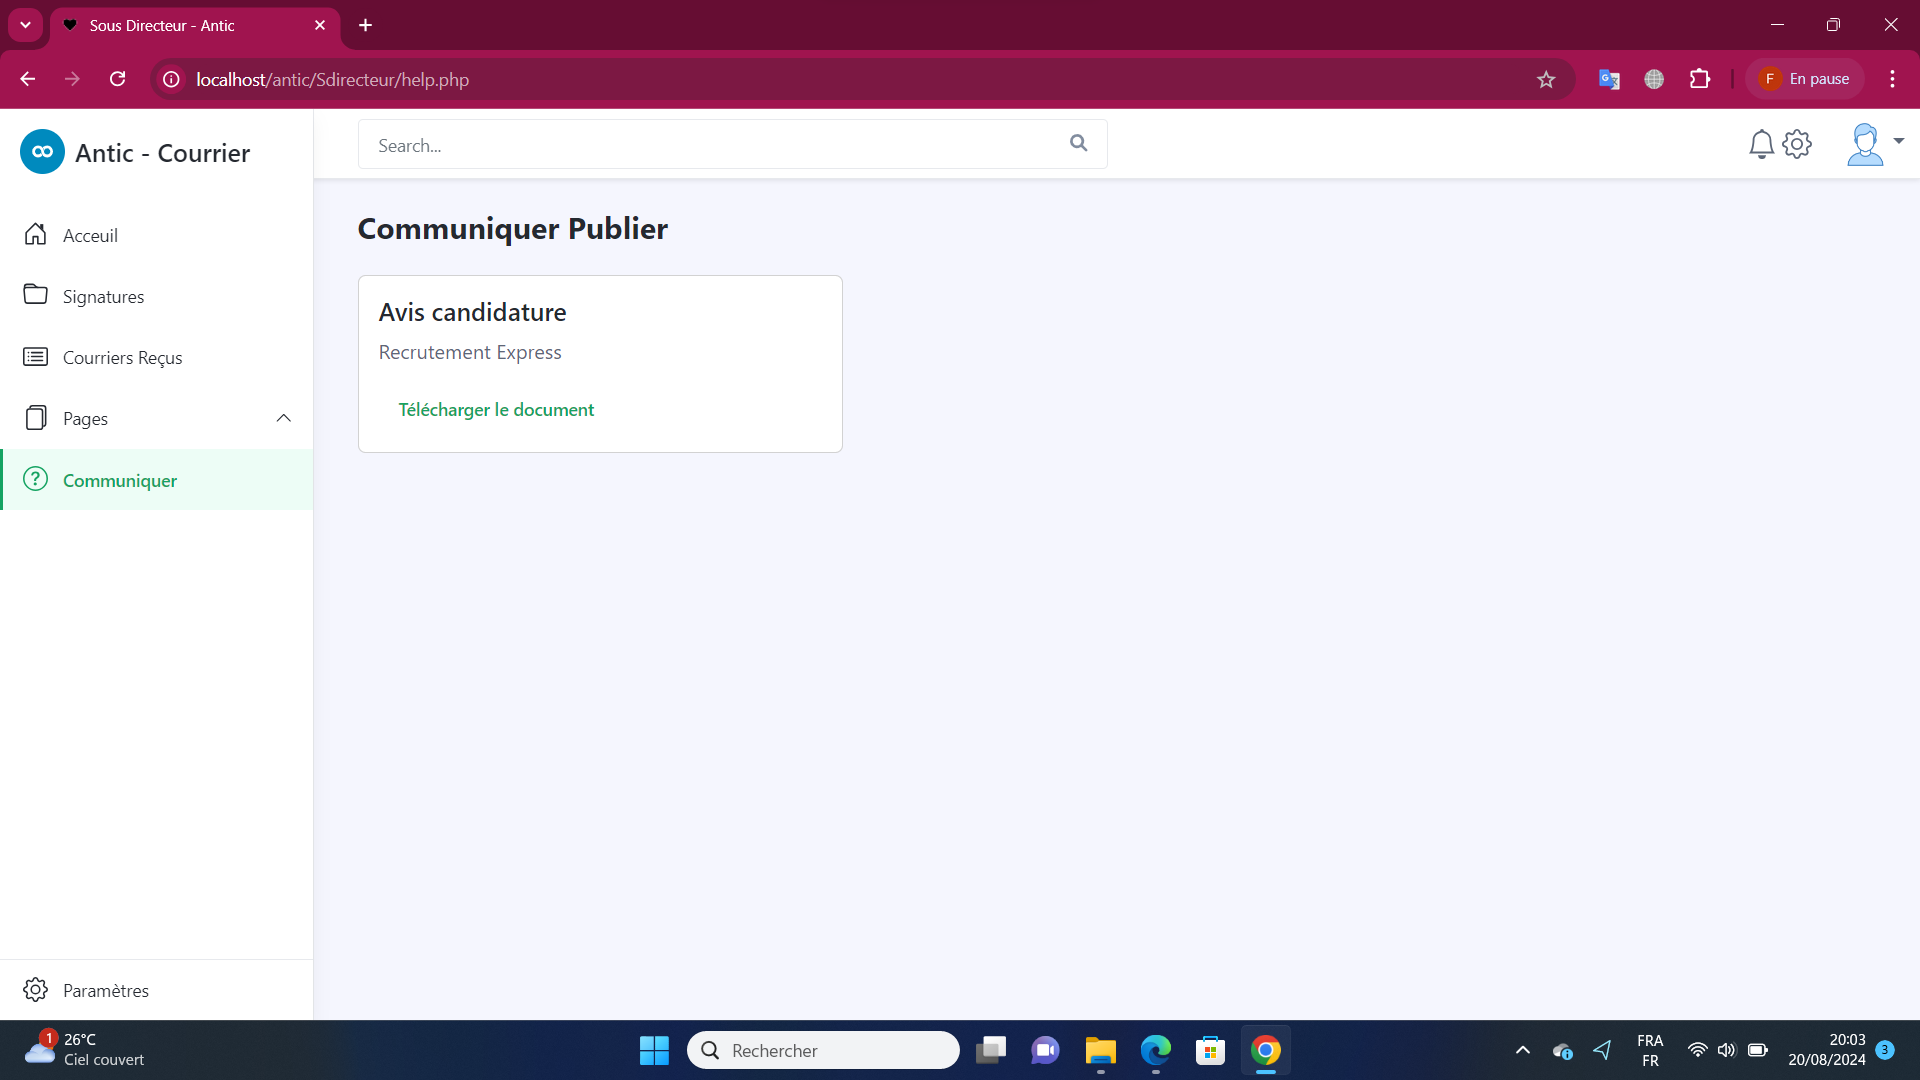 Sous Directeur - Antic
localhost/antic/Sdirecteur/help.php
F En pause
Antic - Courrier
Search...
Acceuil
Signatures
Courriers Reçus
Pages
Communiquer
Paramètres
Communiquer Publier
Avis candidature
Recrutement Express
Télécharger le document
1
26°C
Ciel couvert
Rechercher
FRA
FR
20:03
20/08/2024
3